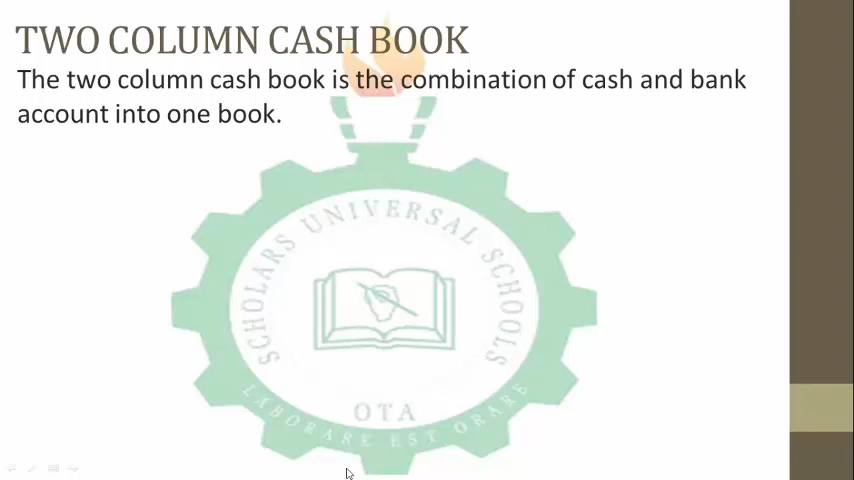 TWO COLUMN CASH BOOK
The two column cash book is the combination of cash and bank
account into one book.
SCHOLARS UNIVERSAL SCHOOLS
OTA
LABORARE EST ORARE